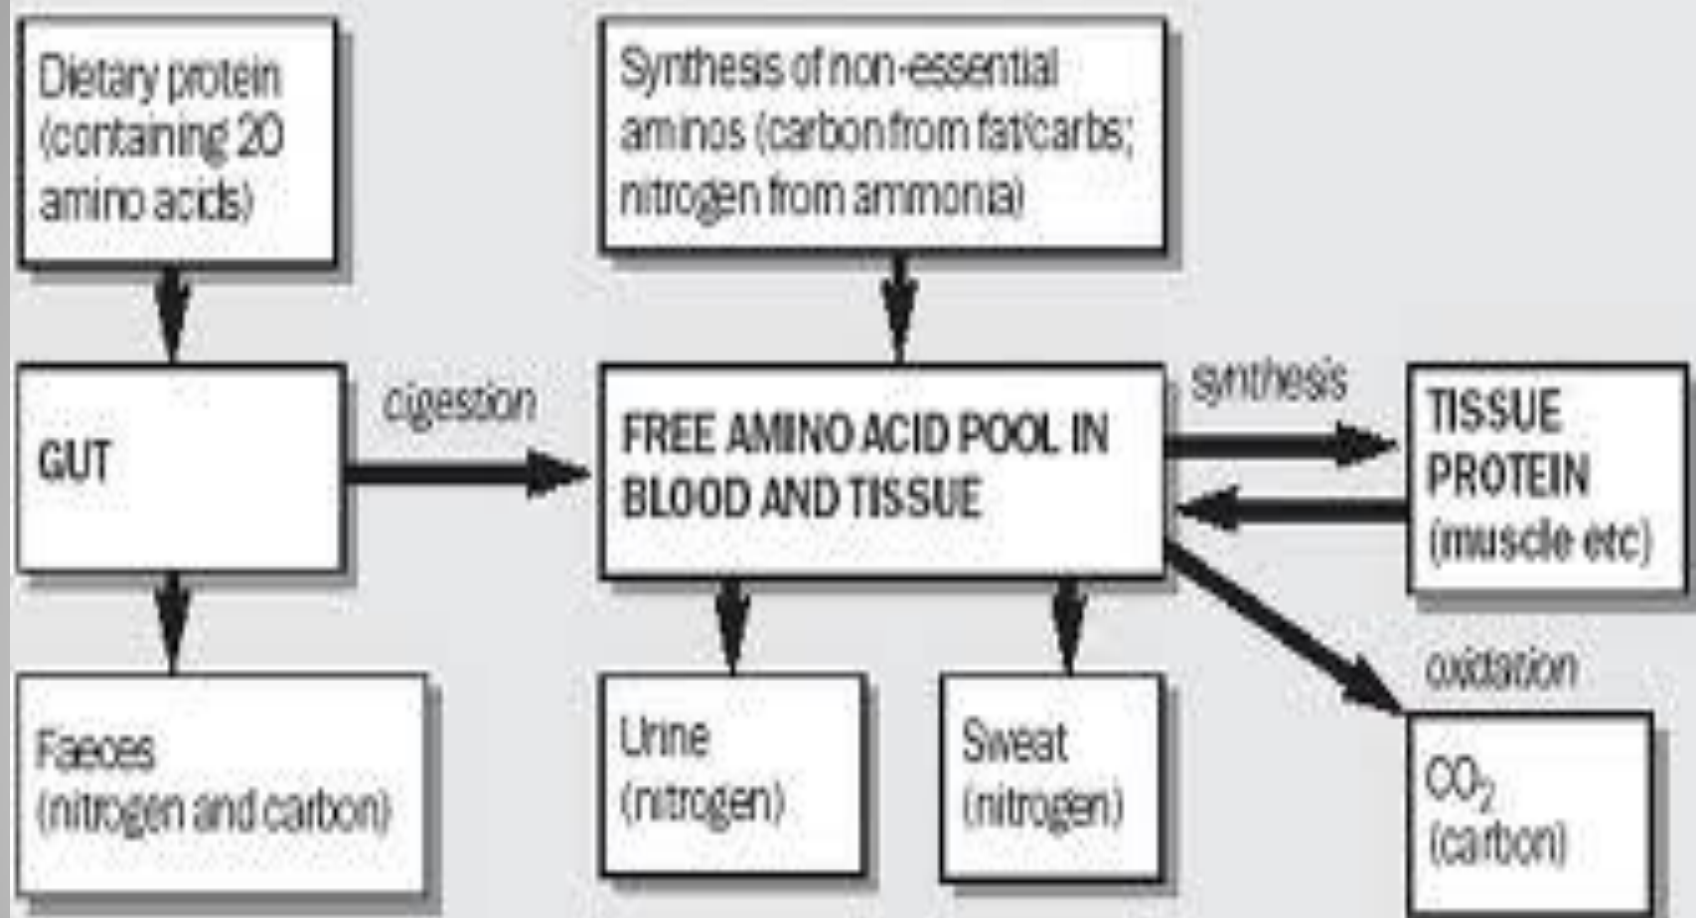 Dietary protein
(containing 20
amino acids)
Synthesis of non-essential
aminos (carbon from fat/carbs;
nitrogen from ammonia)
GUT
cigestion
FREE AMINO ACID POOL IN
BLOOD AND TISSUE
synthesis
TISSUE
PROTEIN
(muscle etc)
oxidation
Faeces
(nitrogen and carbon)
Urine
(nitrogen)
Sweat
(nitrogen)
CO₂
(carbon)